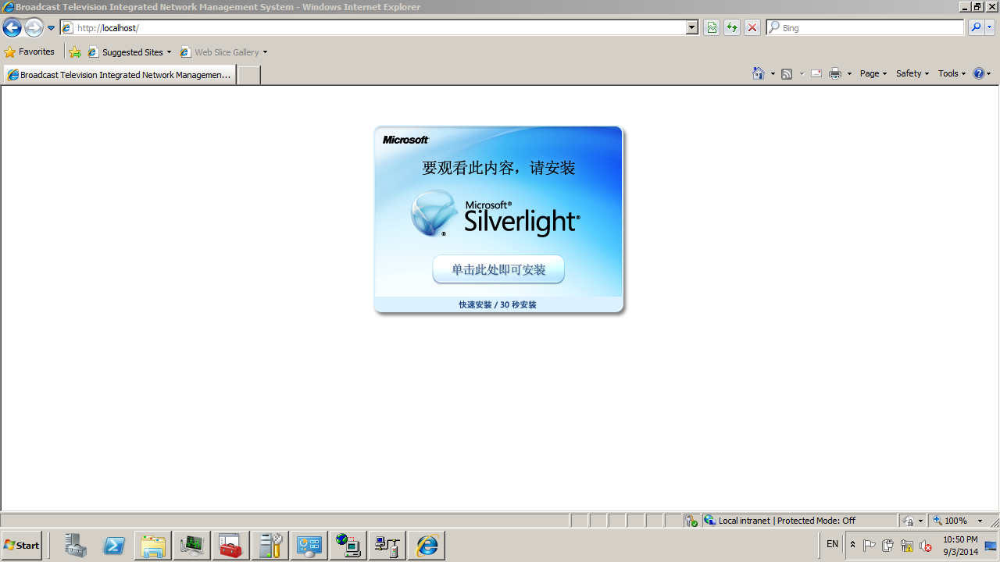 Broadcast Television Integrated Network Management System - Windows Internet Explorer
http://localhost/
Bing
Favorites
Suggested Sites
Web Slice Gallery
Broadcast Television Integrated Network Managemen...
Page
Safety
Tools
Microsoft
要观看此内容，请安装
Microsoft®
Silverlight®
单击此处即可安装
快速安装 / 30 秒安装
Local intranet | Protected Mode: Off
100%
Start
EN
10:50 PM
9/3/2014